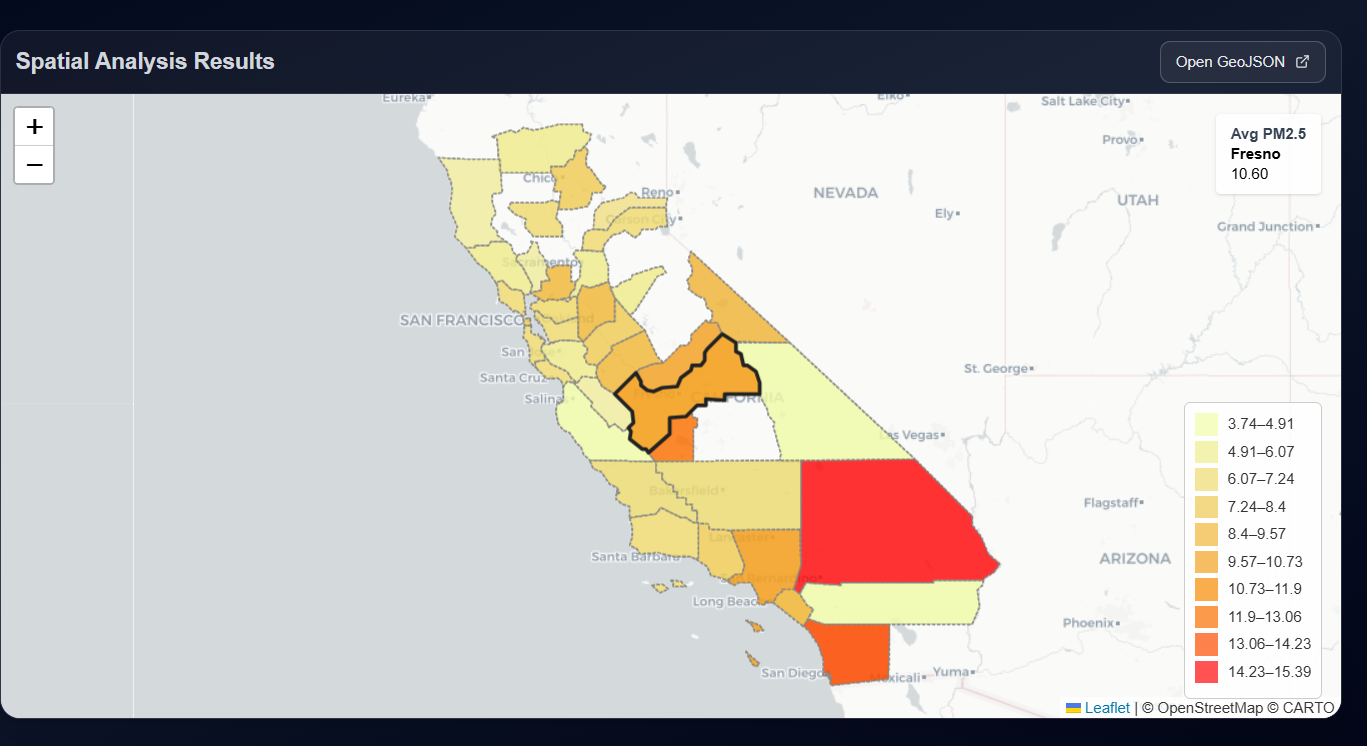 Spatial Analysis Results
Open GeoJSON
+
−
Eureka
Elko
Salt Lake City
Provo
Avg PM2.5
Fresno
10.60
Chico
Reno
NEVADA
UTAH
Carson City
Ely
Grand Junction
Sacramento
SAN FRANCISCO
San Jose
Santa Cruz
St. George
Salinas
CALIFORNIA
Las Vegas
Bakersfield
Flagstaff
Lancaster
Santa Barbara
San Bernardino
ARIZONA
Long Beach
Phoenix
San Diego
Mexicali
Yuma
3.74–4.91
4.91–6.07
6.07–7.24
7.24–8.4
8.4–9.57
9.57–10.73
10.73–11.9
11.9–13.06
13.06–14.23
14.23–15.39
Leaflet | © OpenStreetMap © CARTO